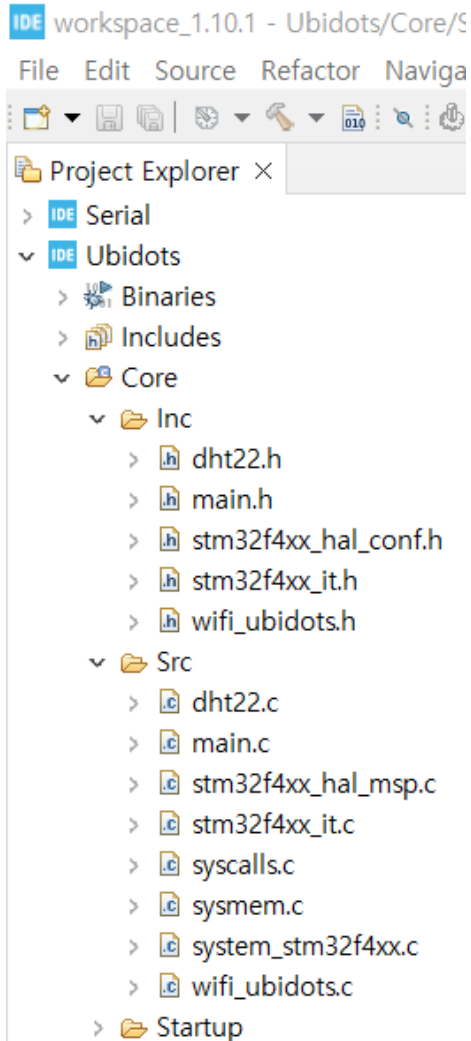 IDE workspace_1.10.1 - Ubidots/Core/S
File Edit Source Refactor Naviga
010
Project Explorer ×
IDE Serial
IDE Ubidots
Binaries
Includes
Core
Inc
.h dht22.h
.h main.h
.h stm32f4xx_hal_conf.h
.h stm32f4xx_it.h
.h wifi_ubidots.h
Src
.c dht22.c
.c main.c
.c stm32f4xx_hal_msp.c
.c stm32f4xx_it.c
.c syscalls.c
.c sysmem.c
.c system_stm32f4xx.c
.c wifi_ubidots.c
Startup